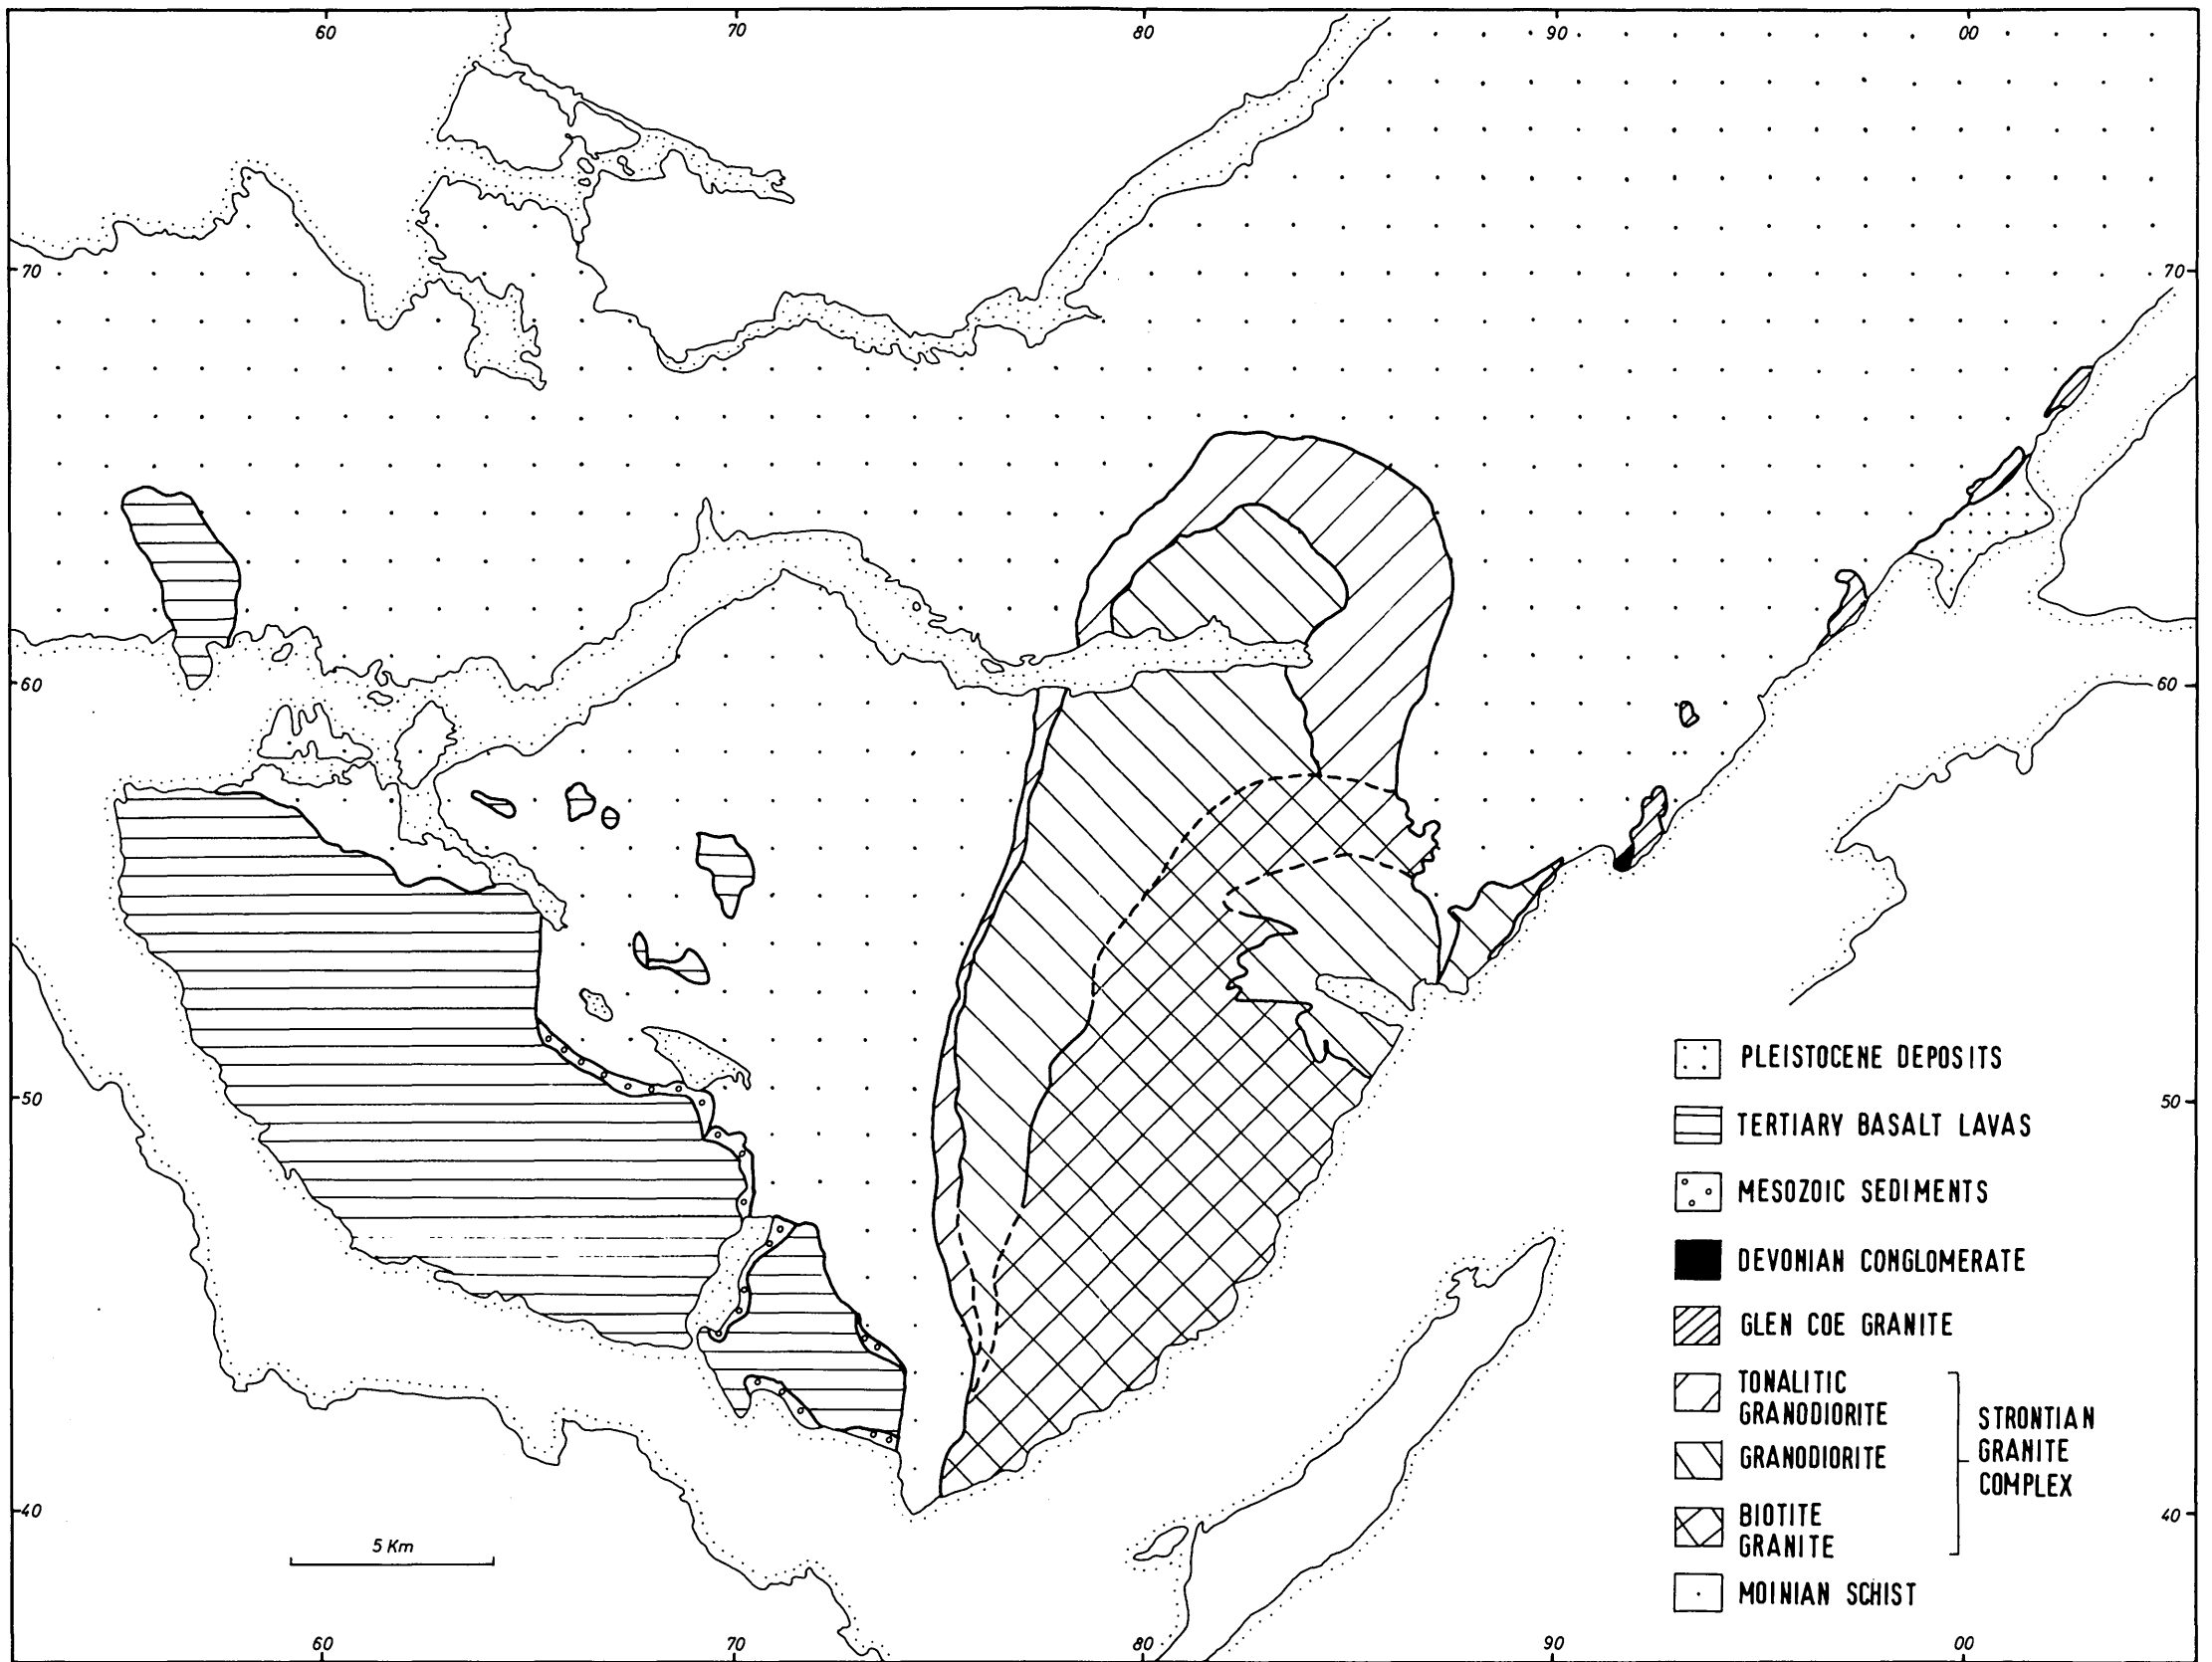 60 70 80 90 00
70 70
60 60
50 50
40 40
5 Km
60 70 80 90 00
PLEISTOCENE DEPOSITS
TERTIARY BASALT LAVAS
MESOZOIC SEDIMENTS
DEVONIAN CONGLOMERATE
GLEN COE GRANITE
TONALITIC
GRANODIORITE
GRANODIORITE
BIOTITE
GRANITE
STRONTIAN
GRANITE
COMPLEX
MOINIAN SCHIST